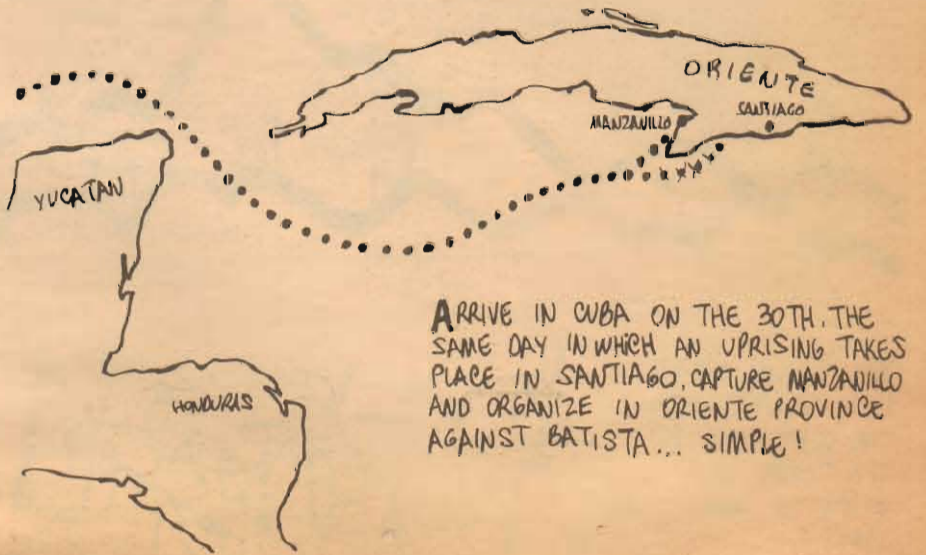 ORIENTE
SANTIAGO
MANZANILLO
YUCATAN
ARRIVE IN CUBA ON THE 30TH. THE
SAME DAY IN WHICH AN UPRISING TAKES
PLACE IN SANTIAGO, CAPTURE MANZANILLO
AND ORGANIZE IN ORIENTE PROVINCE
AGAINST BATISTA... SIMPLE!
HONDURAS